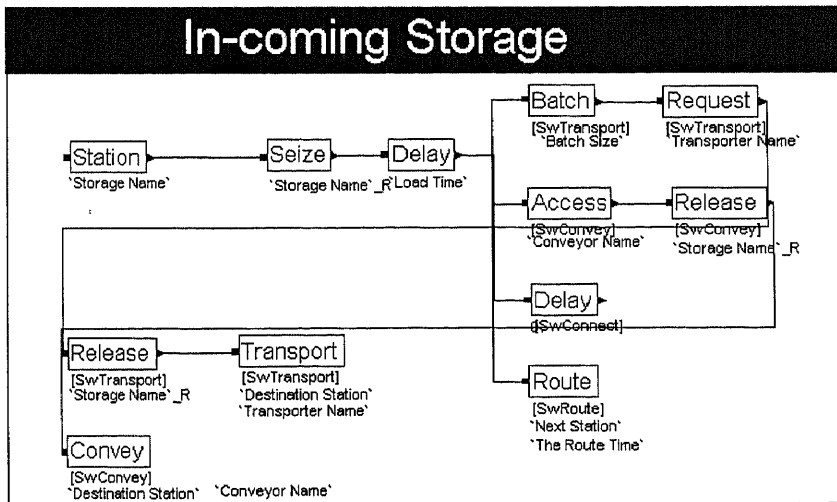 In-coming Storage
Batch
Request
[SwTransport]
`Batch Size`
[SwTransport]
`Transporter Name`
Station
`Storage Name`
Seize
`Storage Name`_R
Delay
`Load Time`
Access
[SwConvey]
`Conveyor Name`
Release
[SwConvey]
`Storage Name`_R
Delay
[SwConnect]
Release
[SwTransport]
`Storage Name`_R
Transport
[SwTransport]
`Destination Station`
`Transporter Name`
Route
[SwRoute]
`Next Station`
`The Route Time`
Convey
[SwConvey]
`Destination Station` `Conveyor Name`